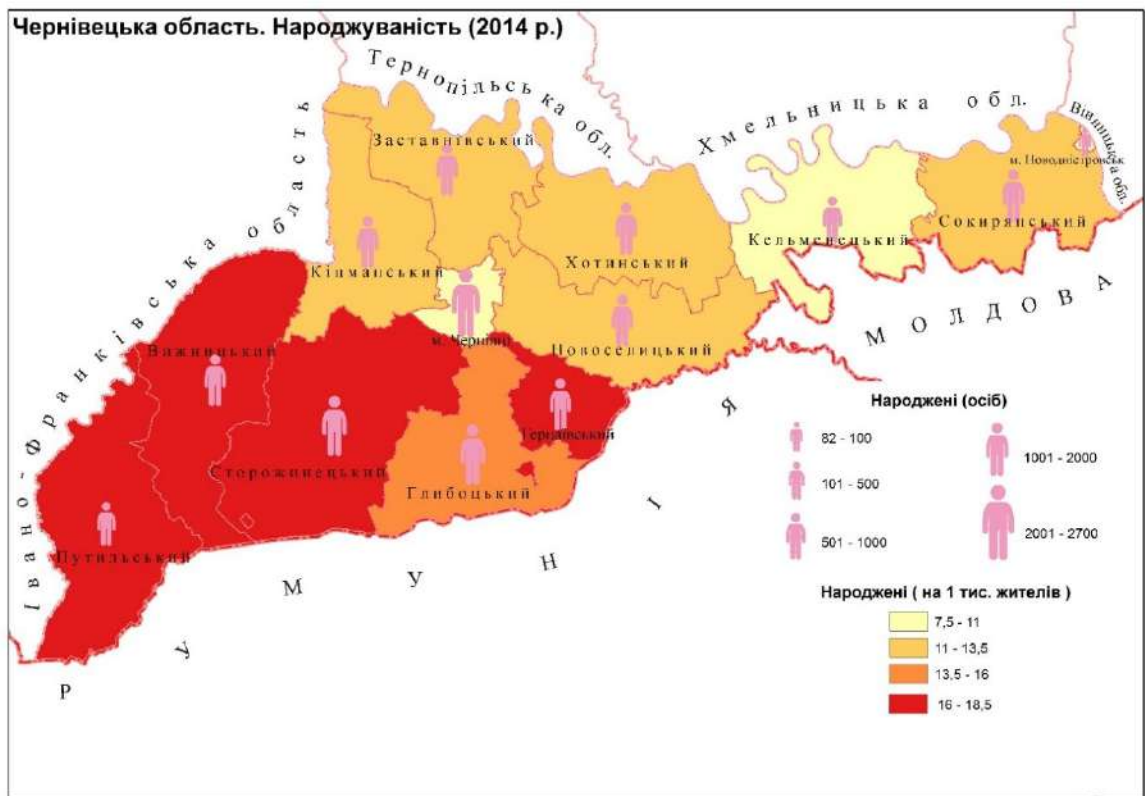 Чернівецька область. Народжуваність (2014 р.)
Тернопільська обл.
Хмельницька обл.
Вінницька обл.
Івано-Франківська область
Заставнівський
м. Новодністровськ
Сокирянський
Кельменецький
Хотинський
Кіцманський
МОЛДОВА
м. Чернівці
Новоселицький
Вижницький
Герцаївський
Сторожинецький
Глибоцький
Путильський
РУМУНІЯ
Народжені (осіб)
82 - 100
101 - 500
501 - 1000
1001 - 2000
2001 - 2700
Народжені ( на 1 тис. жителів )
7,5 - 11
11 - 13,5
13,5 - 16
16 - 18,5